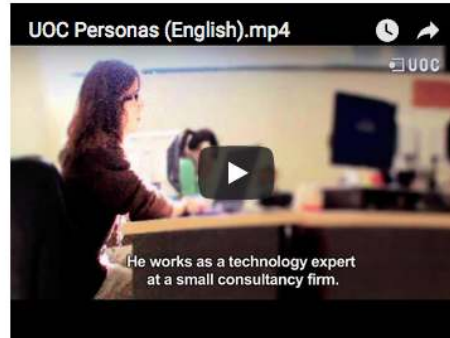 UOC Personas (English).mp4
UOC
He works as a technology expert
at a small consultancy firm.